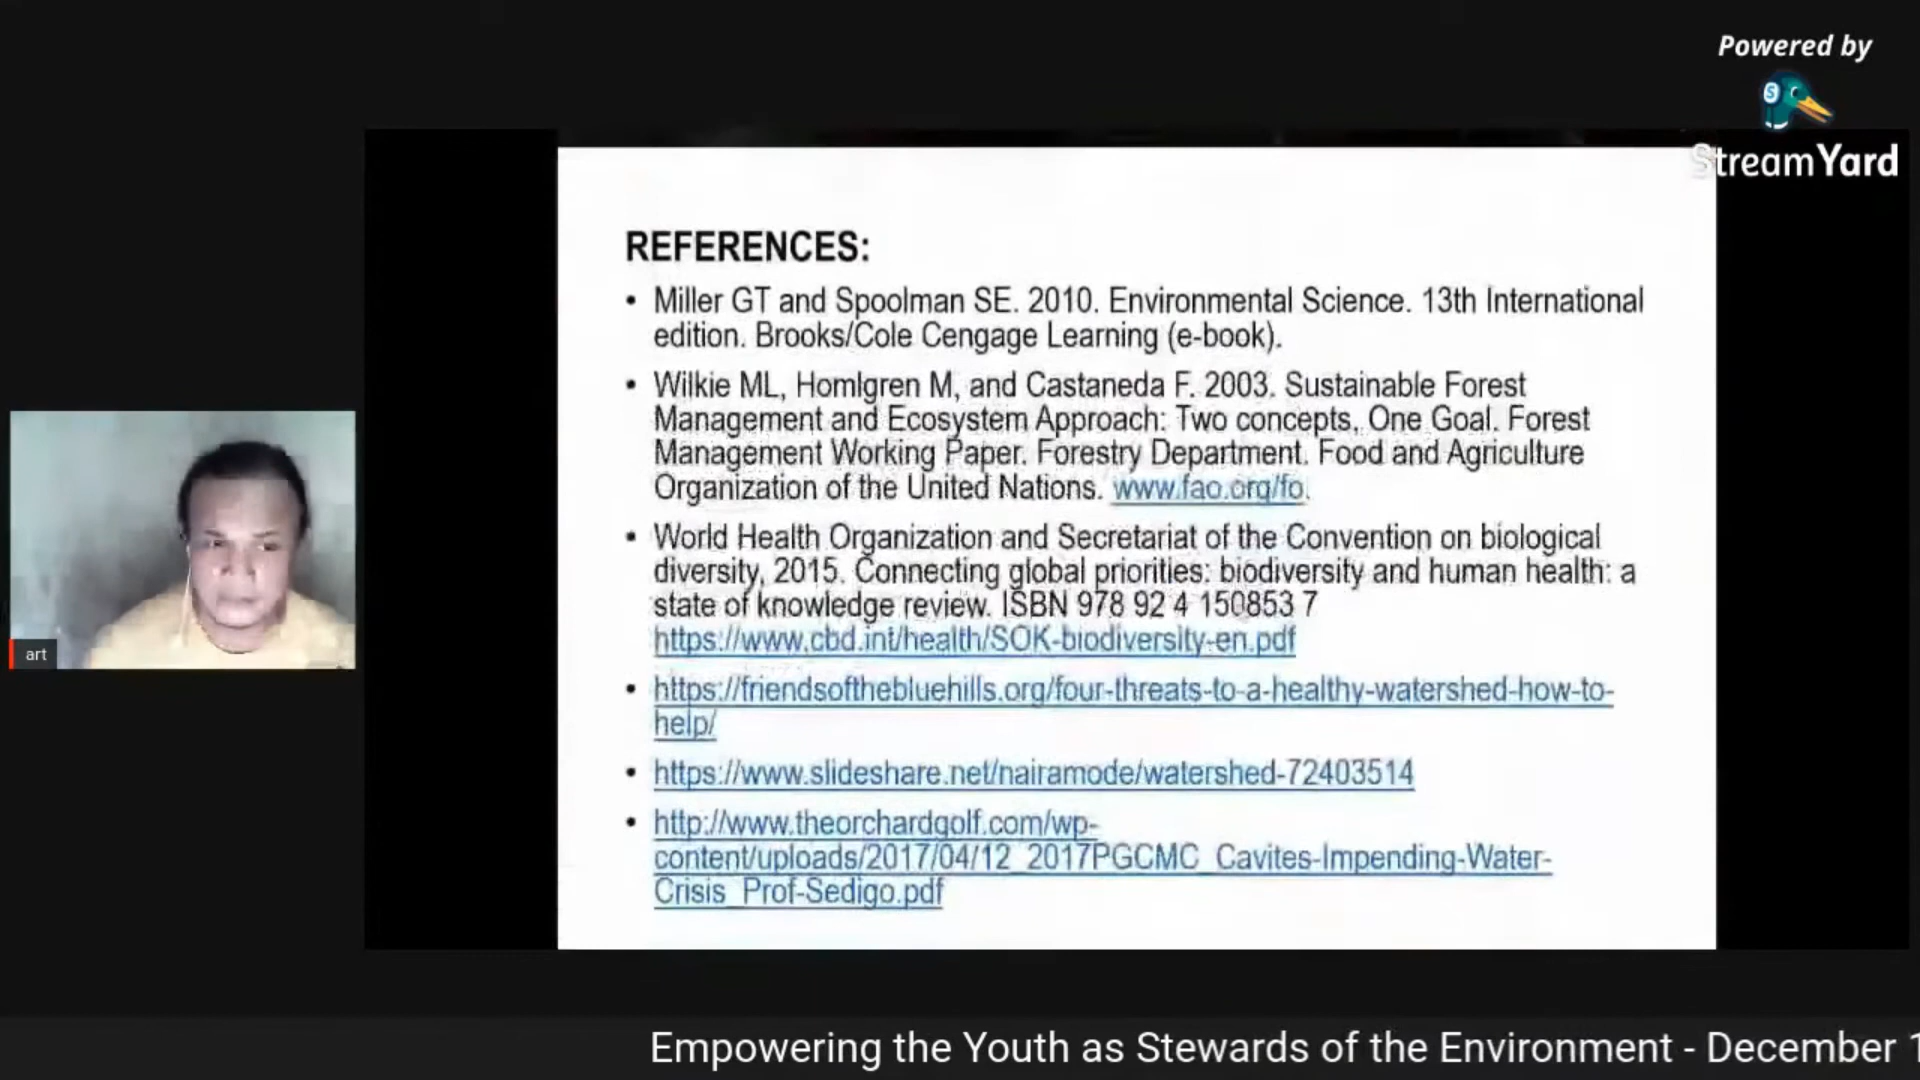 Powered by
StreamYard
REFERENCES:
• Miller GT and Spoolman SE. 2010. Environmental Science. 13th International
edition. Brooks/Cole Cengage Learning (e-book).
• Wilkie ML, Homlgren M, and Castaneda F. 2003. Sustainable Forest
Management and Ecosystem Approach: Two concepts, One Goal. Forest
Management Working Paper. Forestry Department. Food and Agriculture
Organization of the United Nations. www.fao.org/fo.
• World Health Organization and Secretariat of the Convention on biological
diversity, 2015. Connecting global priorities: biodiversity and human health: a
state of knowledge review. ISBN 978 92 4 150853 7
https://www.cbd.int/health/SOK-biodiversity-en.pdf
• https://friendsofthebluehills.org/four-threats-to-a-healthy-watershed-how-to-
help/
• https://www.slideshare.net/nairamode/watershed-72403514
• http://www.theorchardgolf.com/wp-
content/uploads/2017/04/12_2017PGCMC_Cavites-Impending-Water-
Crisis_Prof-Sedigo.pdf
art
Empowering the Youth as Stewards of the Environment - December 1